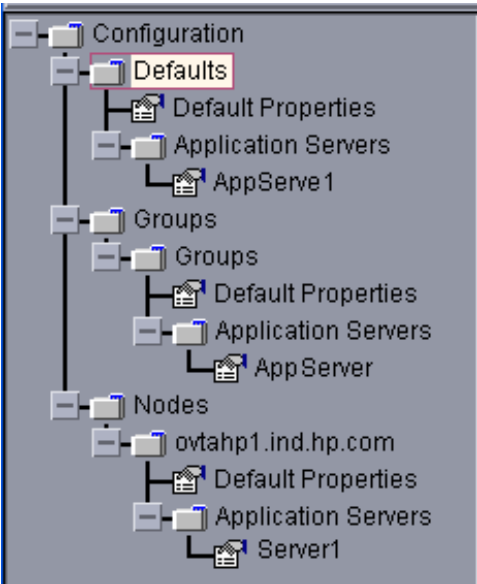 Configuration
Defaults
Default Properties
Application Servers
AppServe1
Groups
Groups
Default Properties
Application Servers
AppServer
Nodes
ovtahp1.ind.hp.com
Default Properties
Application Servers
Server1